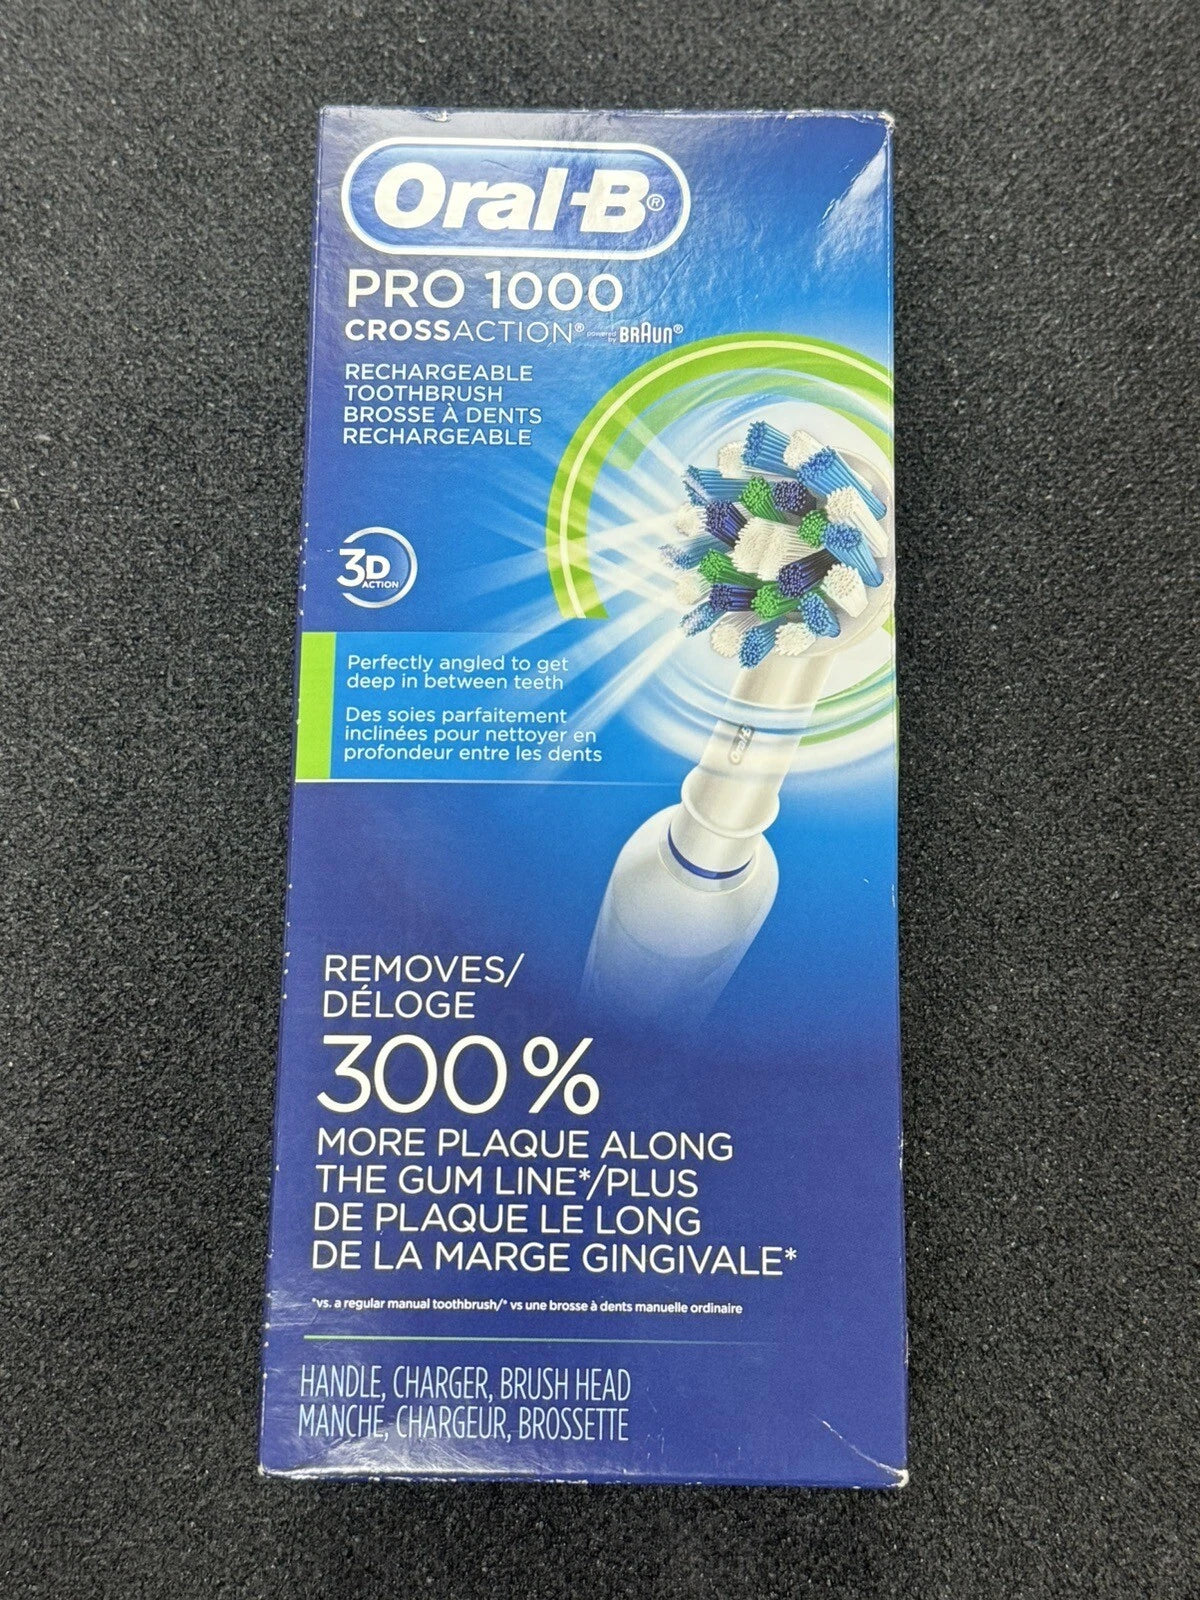 Oral-B®
PRO 1000
CROSSACTION® powered by BRAUN®
RECHARGEABLE
TOOTHBRUSH
BROSSE À DENTS
RECHARGEABLE
3D
ACTION
Perfectly angled to get
deep in between teeth
Des soies parfaitement
inclinées pour nettoyer en
profondeur entre les dents
Oral-B
REMOVES/
DÉLOGE
300%
MORE PLAQUE ALONG
THE GUM LINE*/PLUS
DE PLAQUE LE LONG
DE LA MARGE GINGIVALE*
*vs. a regular manual toothbrush/* vs une brosse à dents manuelle ordinaire
HANDLE, CHARGER, BRUSH HEAD
MANCHE, CHARGEUR, BROSSETTE